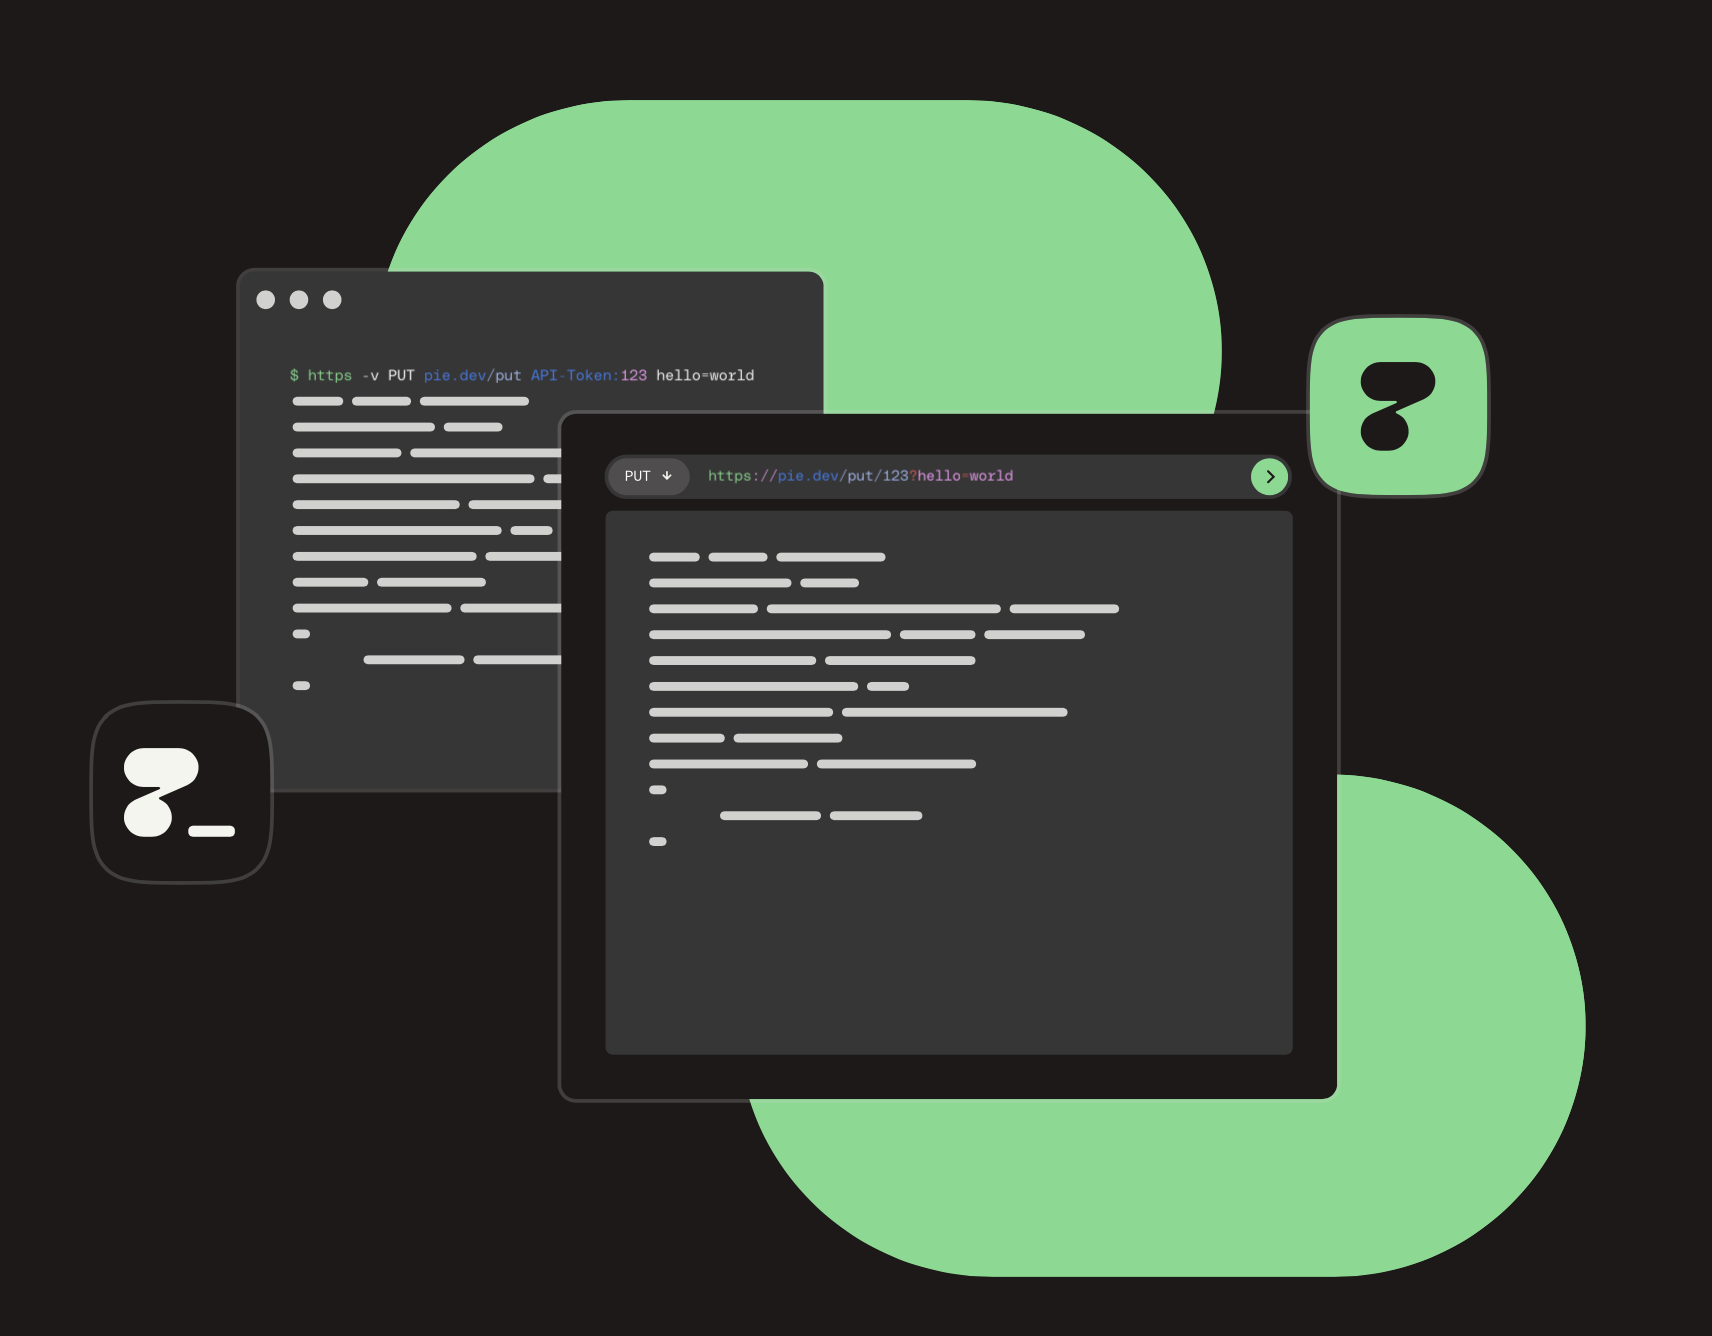 $ https -v PUT pie.dev/put API-Token:123 hello=world
PUT ↓ https://pie.dev/put/123?hello=world